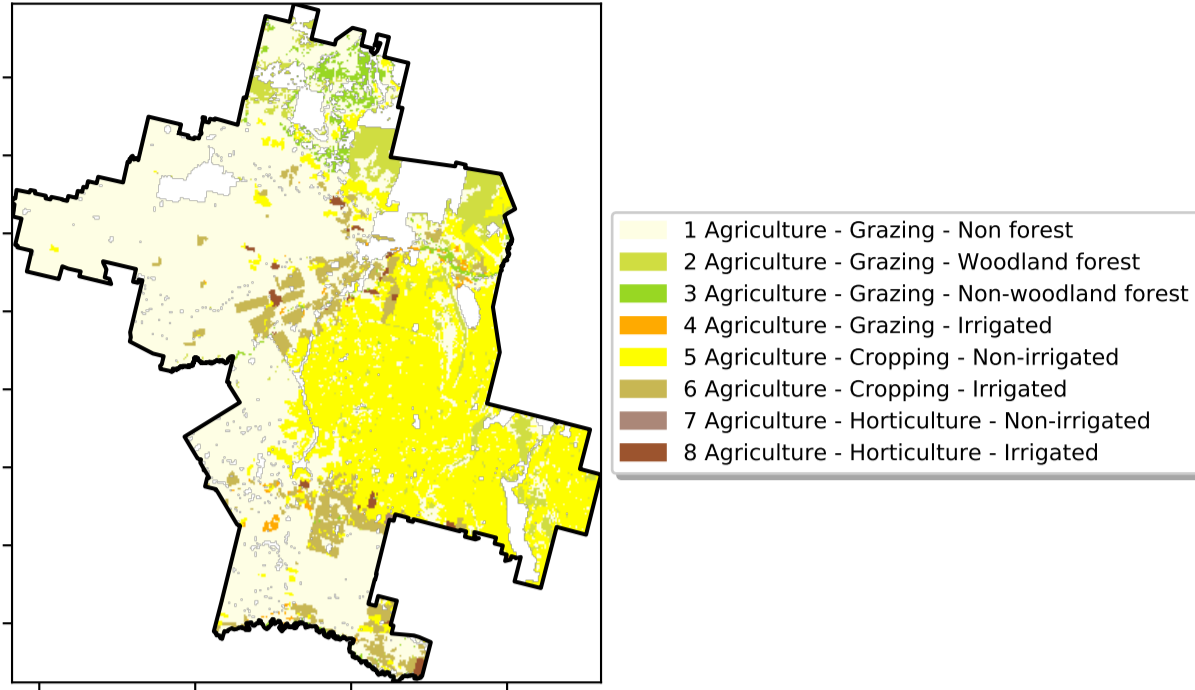 1 Agriculture - Grazing - Non forest
2 Agriculture - Grazing - Woodland forest
3 Agriculture - Grazing - Non-woodland forest
4 Agriculture - Grazing - Irrigated
5 Agriculture - Cropping - Non-irrigated
6 Agriculture - Cropping - Irrigated
7 Agriculture - Horticulture - Non-irrigated
8 Agriculture - Horticulture - Irrigated